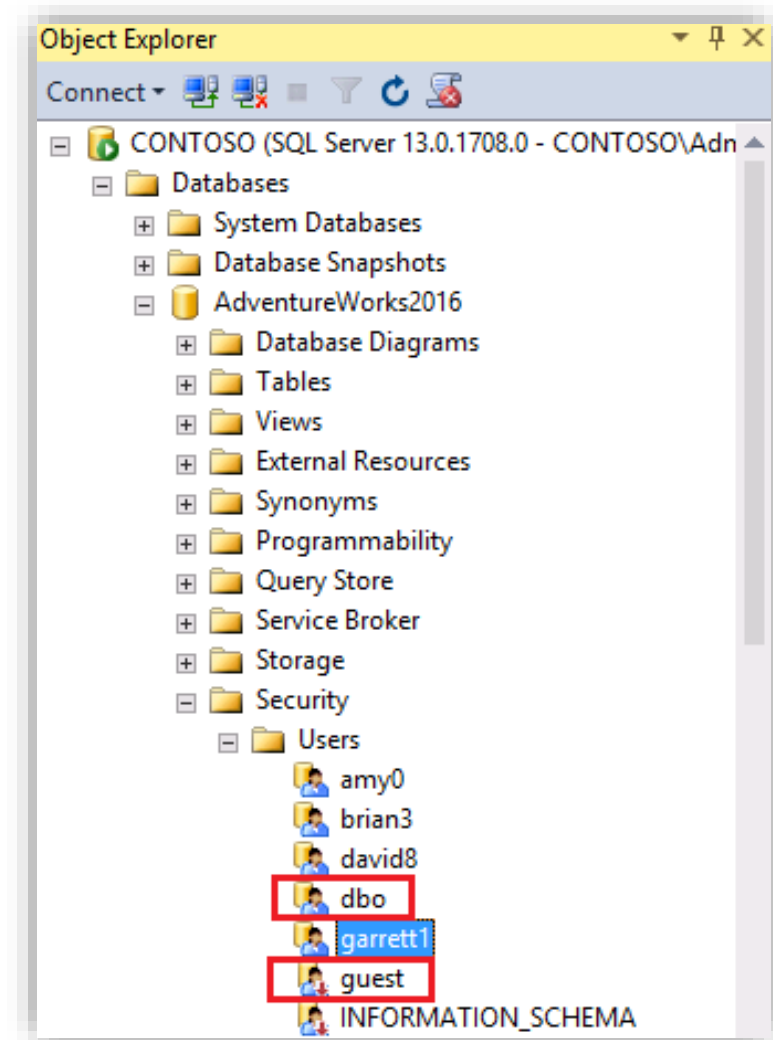 Object Explorer
Connect
CONTOSO (SQL Server 13.0.1708.0 - CONTOSO\Adn
Databases
System Databases
Database Snapshots
AdventureWorks2016
Database Diagrams
Tables
Views
External Resources
Synonyms
Programmability
Query Store
Service Broker
Storage
Security
Users
amy0
brian3
david8
dbo
garrett1
guest
INFORMATION_SCHEMA